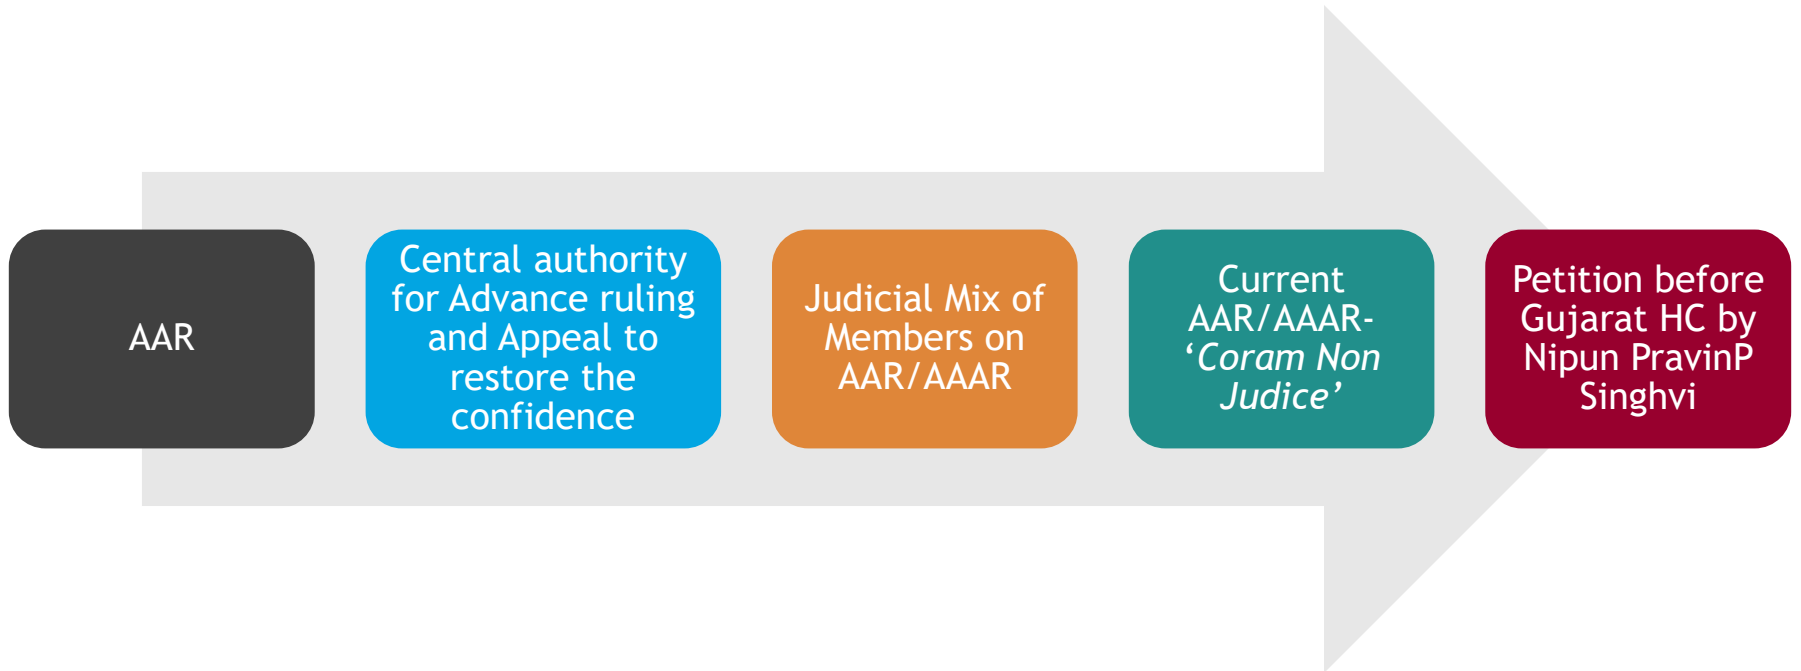 AAR
Central authority
for Advance ruling
and Appeal to
restore the
confidence
Judicial Mix of
Members on
AAR/AAAR
Current
AAR/AAAR-
‘Coram Non
Judice’
Petition before
Gujarat HC by
Nipun PravinP
Singhvi